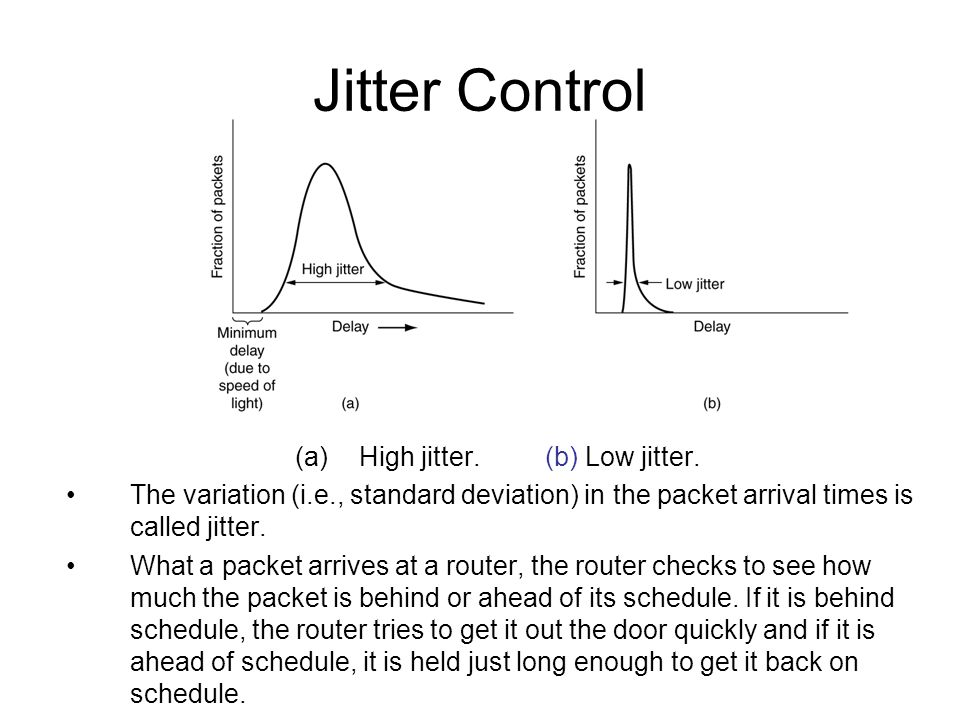 Jitter Control
Fraction of packets
High jitter
Minimum
delay
(due to
speed of
light)
Delay
(a)
Fraction of packets
Low jitter
Delay
(b)
(a) High jitter. (b) Low jitter.
• The variation (i.e., standard deviation) in the packet arrival times is
called jitter.
• What a packet arrives at a router, the router checks to see how
much the packet is behind or ahead of its schedule. If it is behind
schedule, the router tries to get it out the door quickly and if it is
ahead of schedule, it is held just long enough to get it back on
schedule.